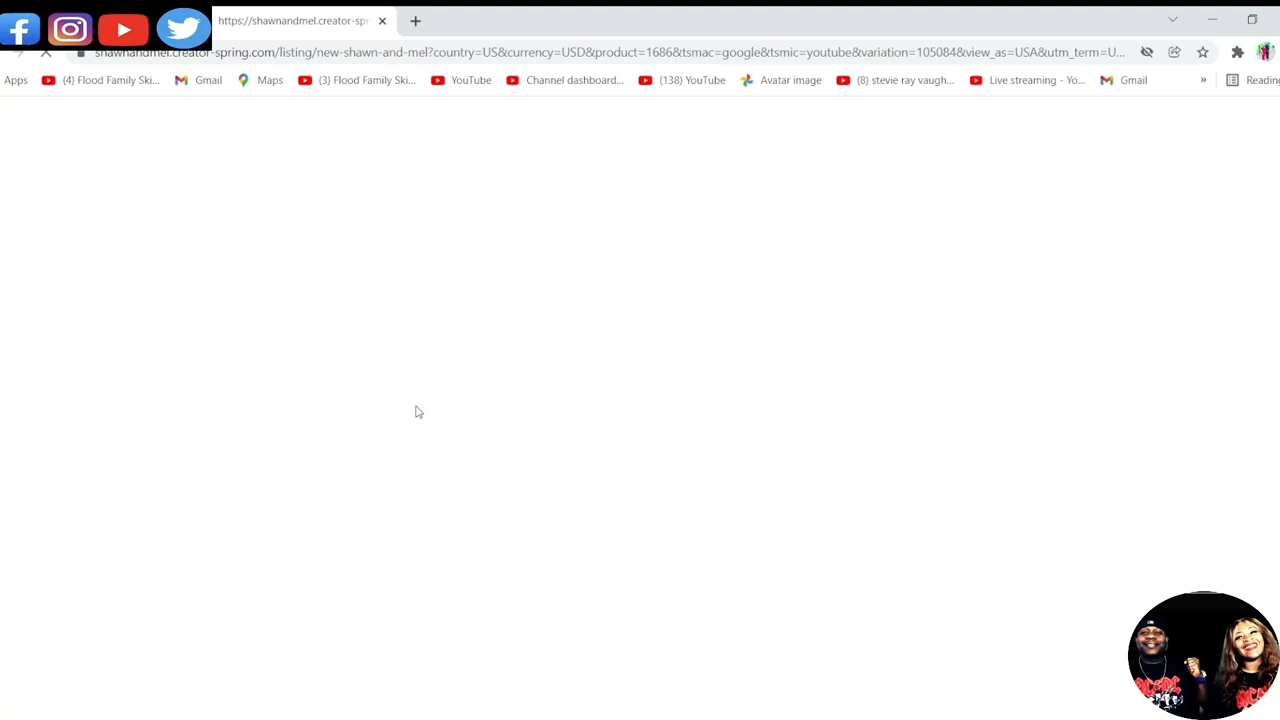 https://shawnandmel.creator-spri
shawnandmel.creator-spring.com/listing/new-shawn-and-mel?country=US&currency=USD&product=1686&tsmac=google&tsmic=youtube&variation=105084&view_as=USA&utm_term=U...
Apps (4) Flood Family Ski... Gmail Maps (3) Flood Family Ski... YouTube Channel dashboard... (138) YouTube Avatar image (8) stevie ray vaugh... Live streaming - Yo... Gmail » Reading